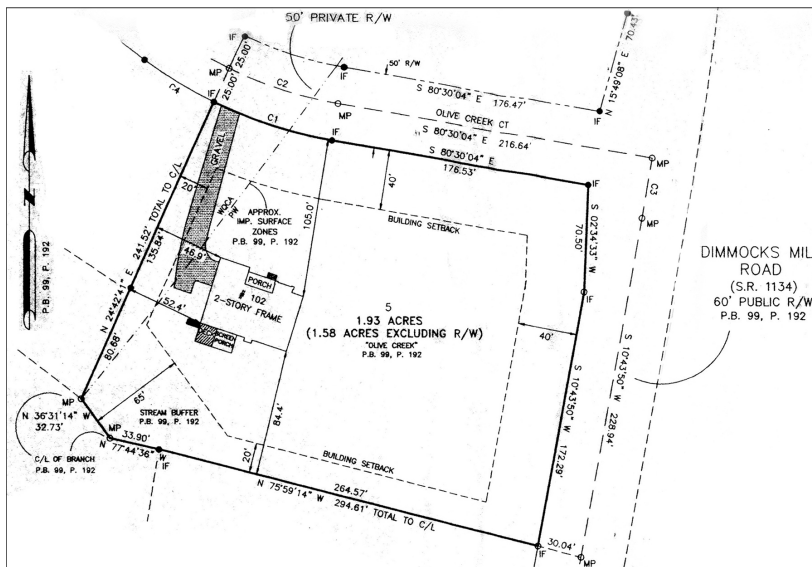 50' PRIVATE R/W
IF
25.00'
25.00'
MP
IF
C4
C2
IF
50' R/W
S 80°30'04" E 176.47'
MP
OLIVE CREEK CT
S 80°30'04" E 216.64'
IF
N 15°49'08" E 70.43'
MP
C1
IF
S 80°30'04" E
176.53'
IF
C3
MP
N
P.B. 99, P. 192
GRAVEL
20'
WQCA
PW
APPROX.
IMP. SURFACE
ZONES
P.B. 99, P. 192
105.0'
40'
BUILDING SETBACK
S 02°34'33" W
70.50'
IF
DIMMOCKS MIL
ROAD
(S.R. 1134)
60' PUBLIC R/W
P.B. 99, P. 192
N 24°42'41" E 241.52' TOTAL TO C/L
135.84'
80.68'
46.9'
PORCH
# 102
2-STORY FRAME
52.4'
SCREEN
PORCH
5
1.93 ACRES
(1.58 ACRES EXCLUDING R/W)
"OLIVE CREEK"
P.B. 99, P. 192
40'
S 10°43'50" W 172.29'
S 10°43'50" W 228.94'
84.4'
MP
N 36°31'14" W
32.73'
65'
STREAM BUFFER
P.B. 99, P. 192
MP
33.90'
N 77°44'36" W
IF
C/L OF BRANCH
P.B. 99, P. 192
20'
BUILDING SETBACK
264.57'
N 75°59'14" W 294.61' TOTAL TO C/L
IF
30.04'
MP